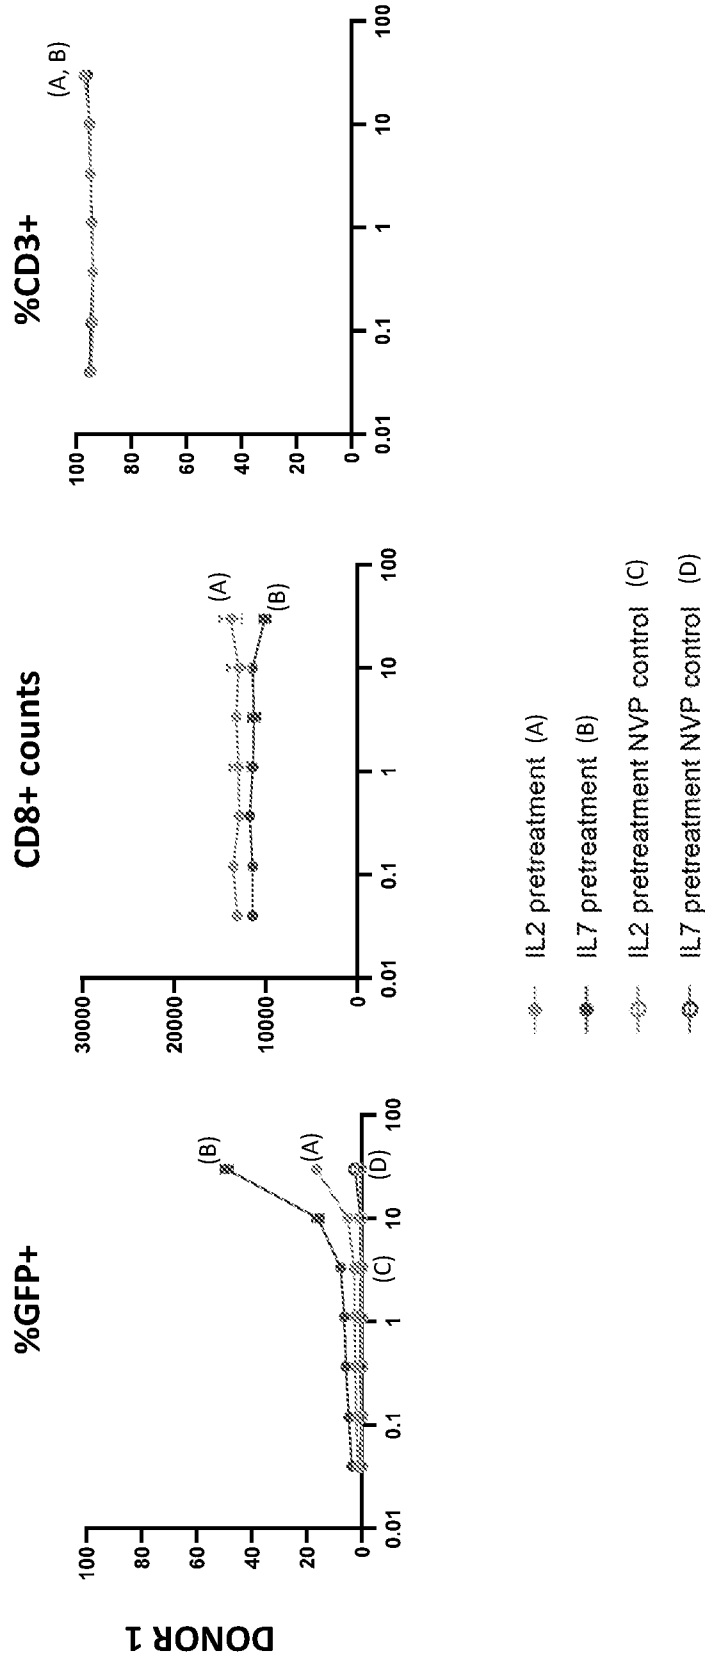 DONOR 1
%GFP+
100
80
60
40
20
0
0.01
0.1
1
10
100
(B)
(A)
(C)
(D)
CD8+ counts
30000
20000
10000
0
0.01
0.1
1
10
100
(A)
(B)
%CD3+
100
80
60
40
20
0
0.01
0.1
1
10
100
(A, B)
IL2 pretreatment (A)
IL7 pretreatment (B)
IL2 pretreatment NVP control (C)
IL7 pretreatment NVP control (D)